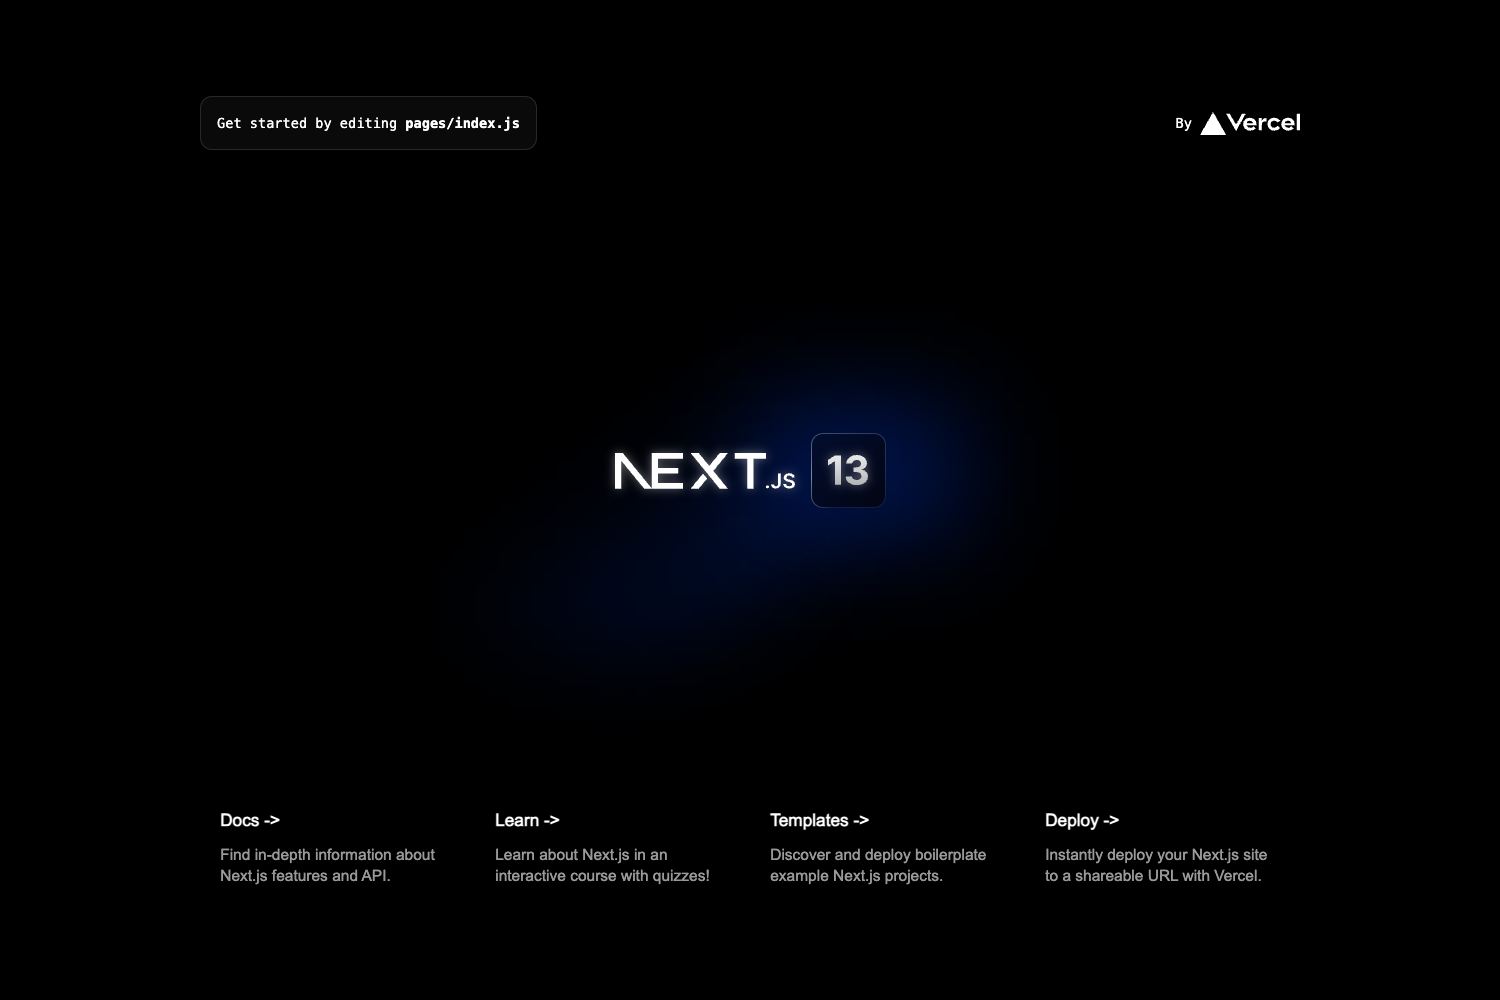 Get started by editing pages/index.js
By Vercel
NEXT.JS 13
Docs ->
Find in-depth information about
Next.js features and API.
Learn ->
Learn about Next.js in an
interactive course with quizzes!
Templates ->
Discover and deploy boilerplate
example Next.js projects.
Deploy ->
Instantly deploy your Next.js site
to a shareable URL with Vercel.